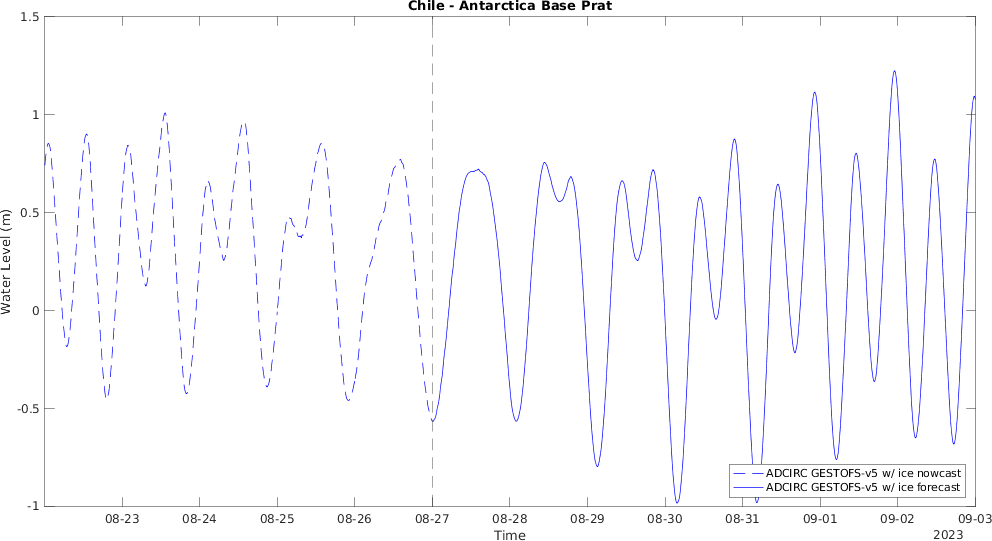 Chile - Antarctica Base Prat
1.5
1
0.5
0
-0.5
-1
Water Level (m)
ADCIRC GESTOFS-v5 w/ ice nowcast
ADCIRC GESTOFS-v5 w/ ice forecast
08-23 08-24 08-25 08-26 08-27 08-28 08-29 08-30 08-31 09-01 09-02 09-03
Time
2023